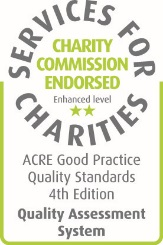 SERVICES FOR
CHARITY
COMMISSION
ENDORSED
Enhanced level
CHARITIES
ACRE Good Practice
Quality Standards
4th Edition
Quality Assessment
System